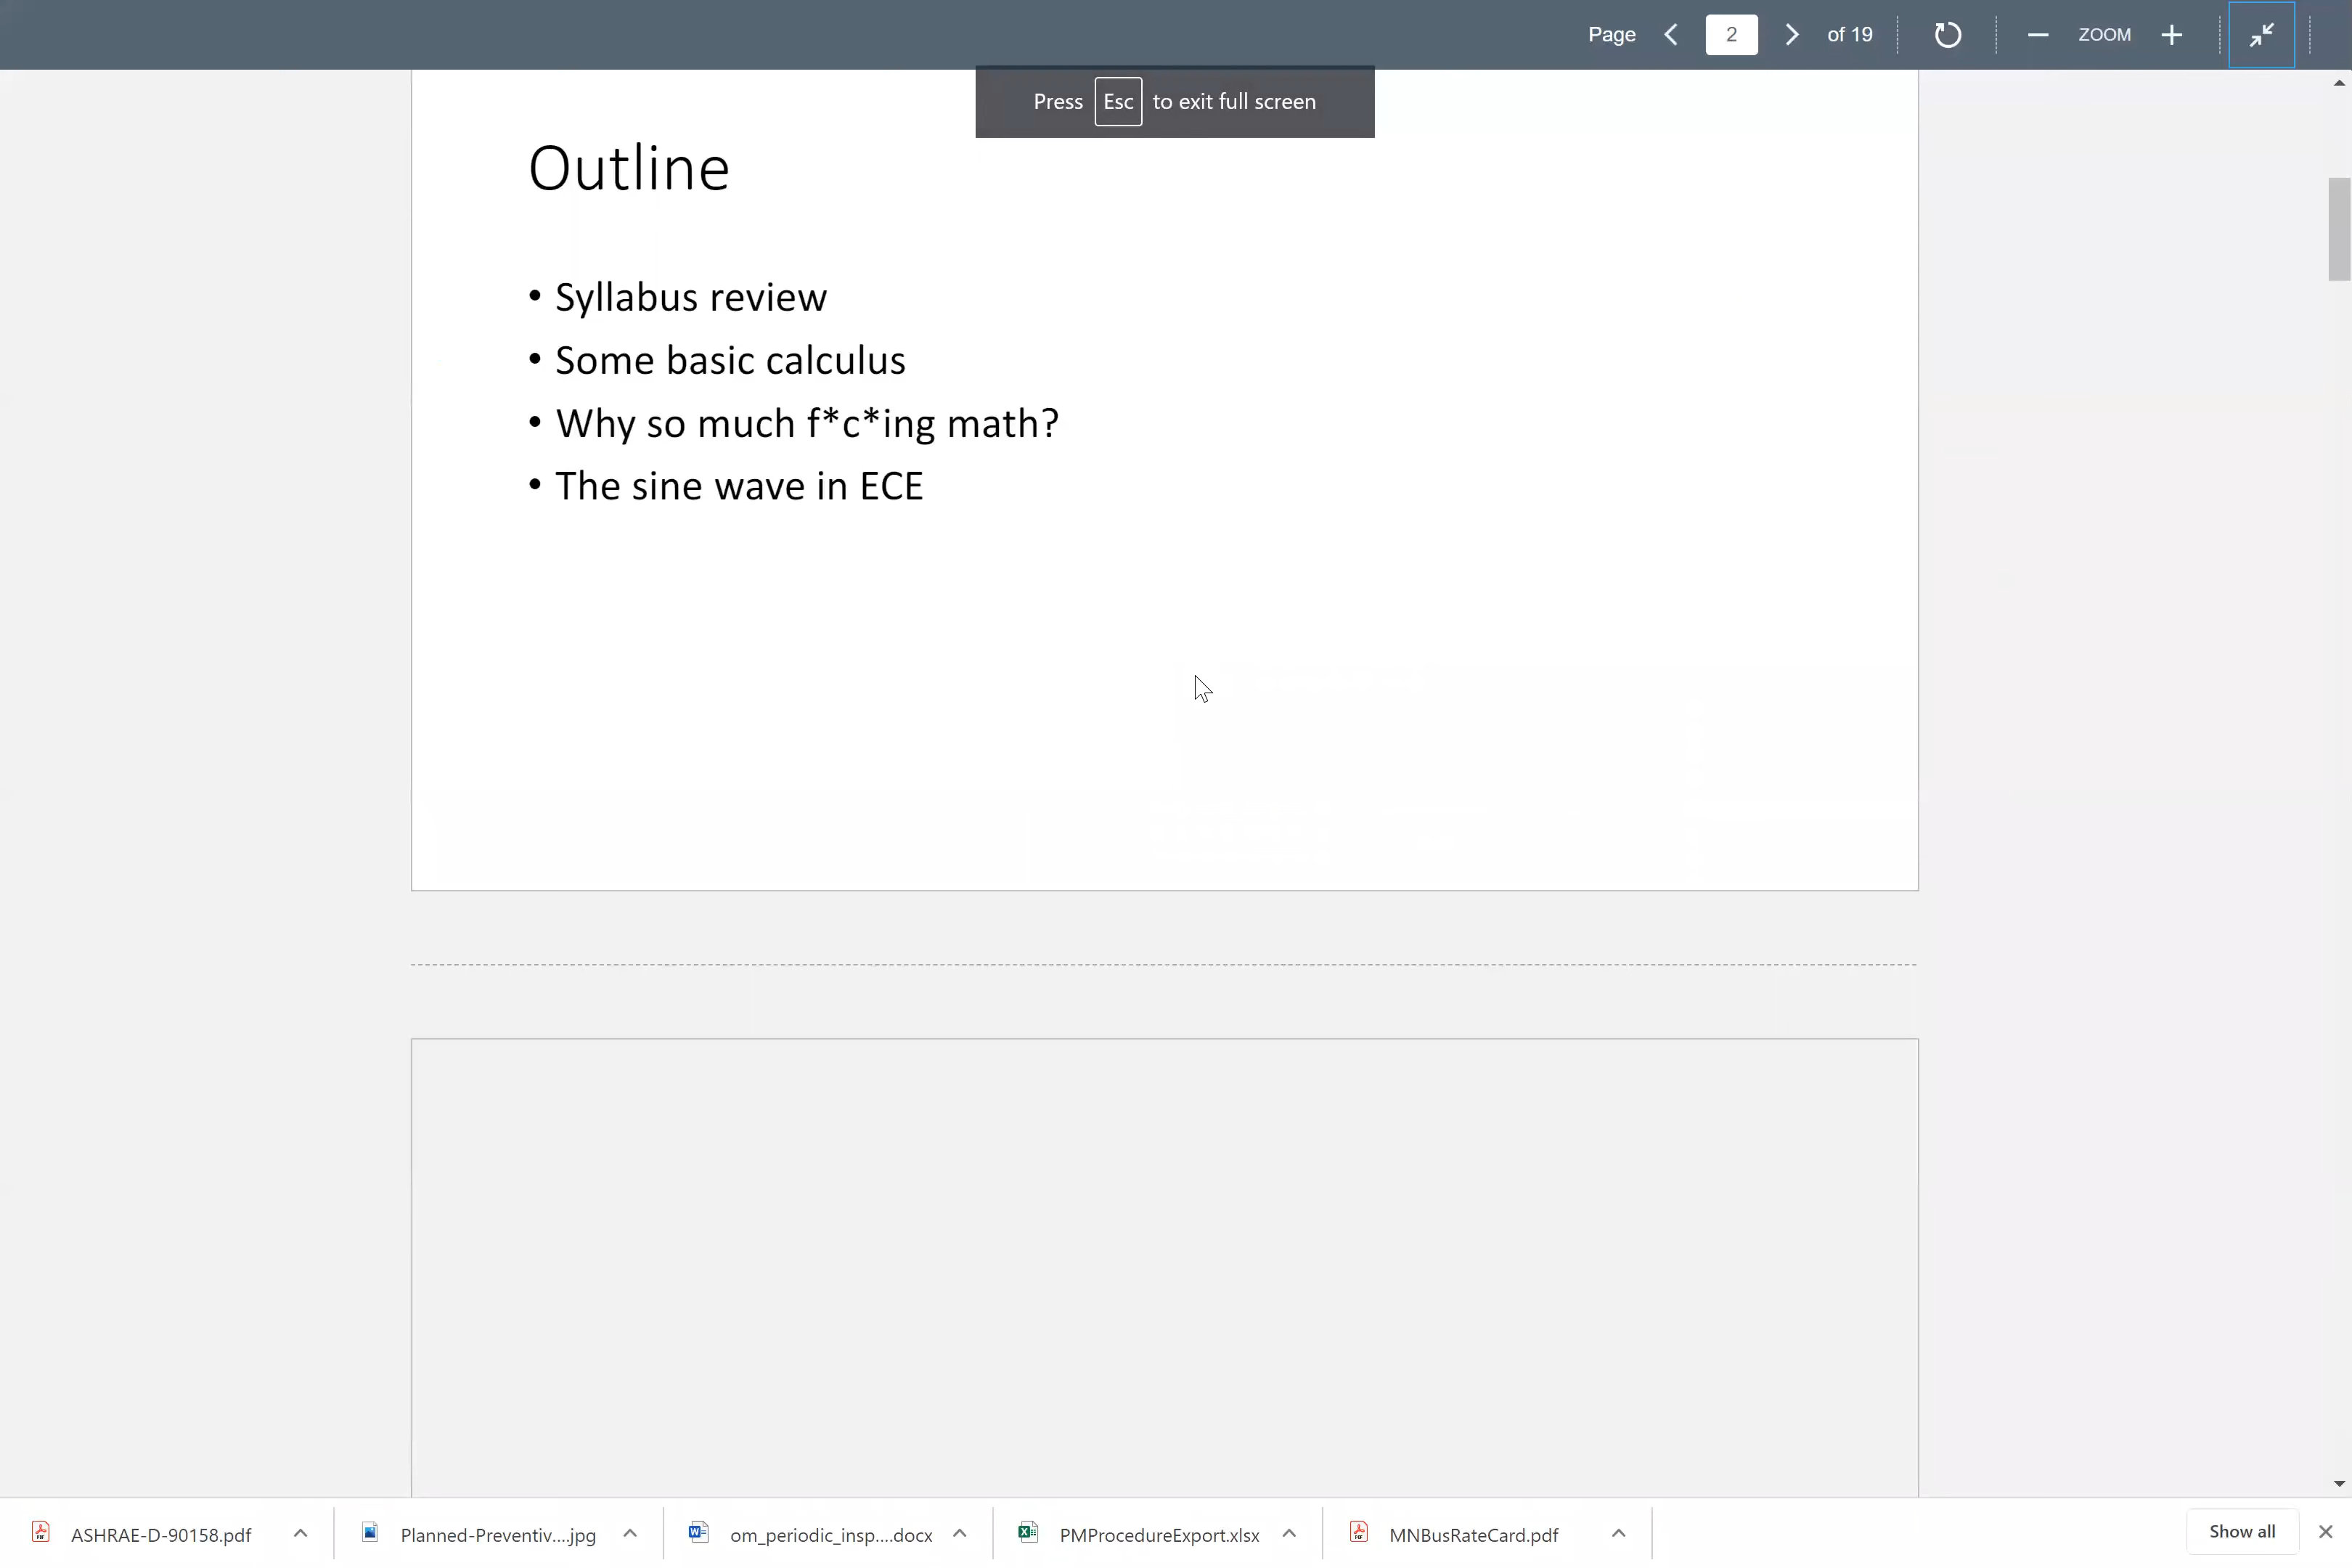 Page 2 of 19 ZOOM
Press Esc to exit full screen
Outline
• Syllabus review
• Some basic calculus
• Why so much f*c*ing math?
• The sine wave in ECE
ASHRAE-D-90158.pdf Planned-Preventiv....jpg om_periodic_insp....docx PMProcedureExport.xlsx MNBusRateCard.pdf Show all